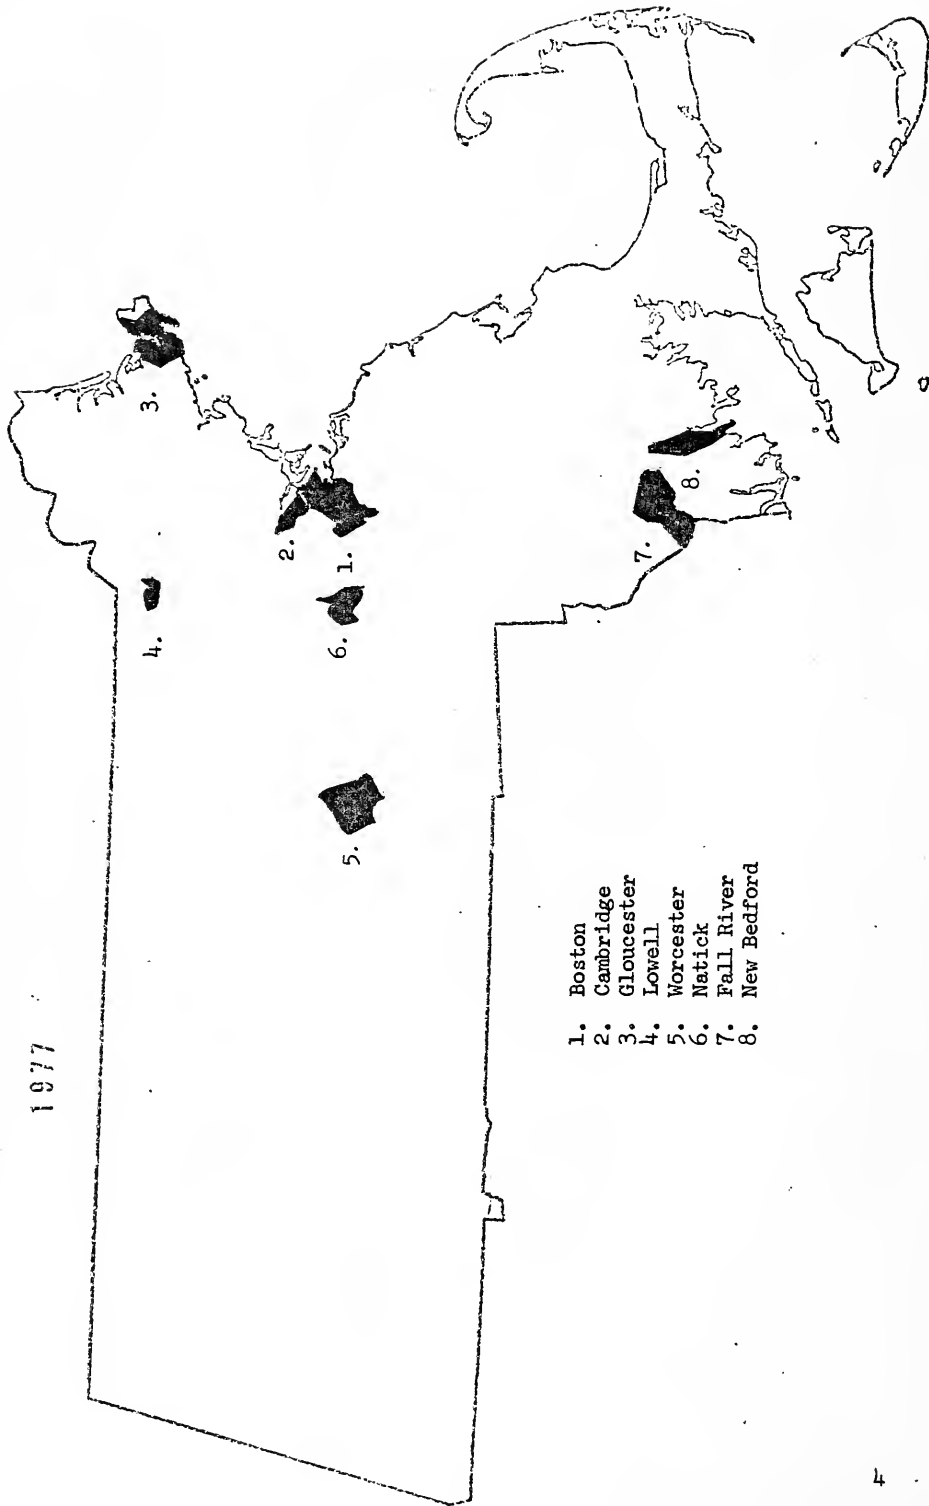 1977
3.
4.
2.
1.
6.
5.
7.
8.
1. Boston
2. Cambridge
3. Gloucester
4. Lowell
5. Worcester
6. Natick
7. Fall River
8. New Bedford
4